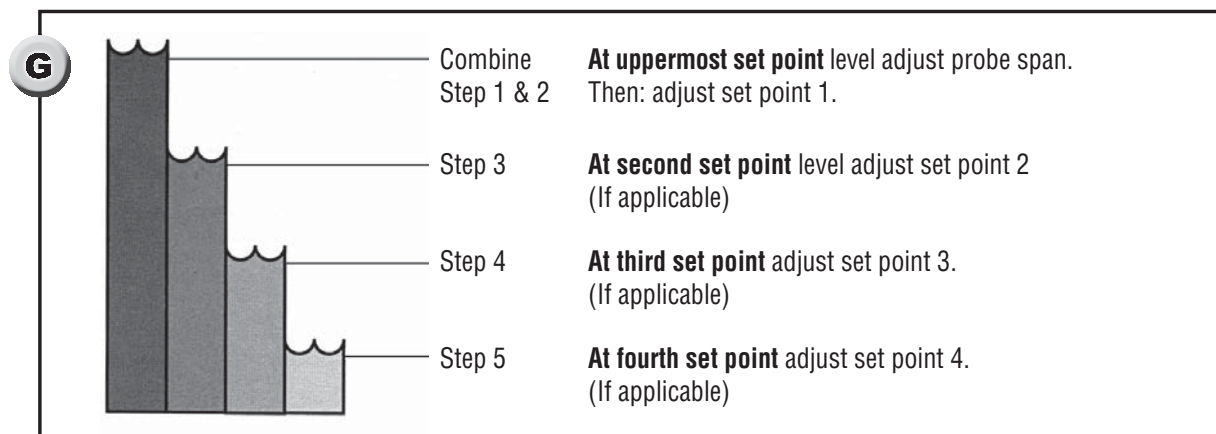 G
Combine At uppermost set point level adjust probe span.
Step 1 & 2 Then: adjust set point 1.
Step 3 At second set point level adjust set point 2
(If applicable)
Step 4 At third set point adjust set point 3.
(If applicable)
Step 5 At fourth set point adjust set point 4.
(If applicable)